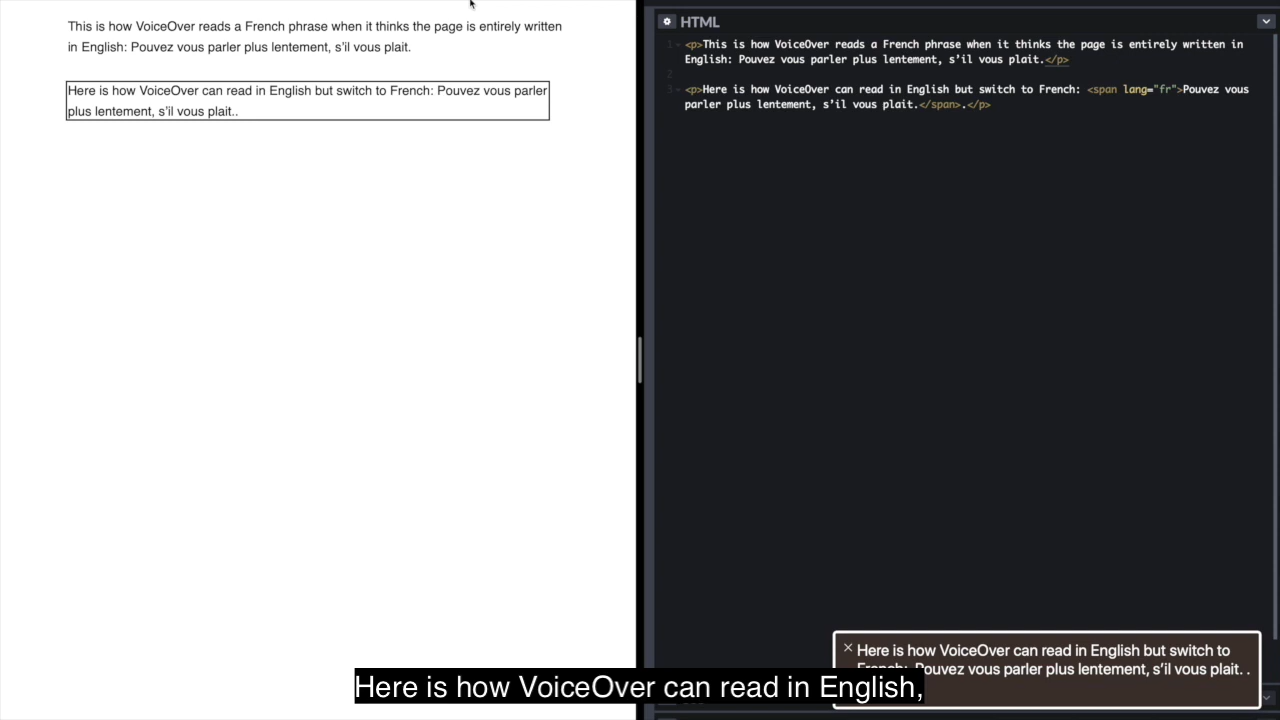 This is how VoiceOver reads a French phrase when it thinks the page is entirely written
in English: Pouvez vous parler plus lentement, s'il vous plait.
Here is how VoiceOver can read in English but switch to French: Pouvez vous parler
plus lentement, s'il vous plait..
HTML
1 <p>This is how VoiceOver reads a French phrase when it thinks the page is entirely written in
English: Pouvez vous parler plus lentement, s’il vous plait.</p>
2
3 <p>Here is how VoiceOver can read in English but switch to French: <span lang="fr">Pouvez vous
parler plus lentement, s’il vous plait.</span>.</p>
× Here is how VoiceOver can read in English but switch to
French: Pouvez vous parler plus lentement, s’il vous plait. .
Here is how VoiceOver can read in English,